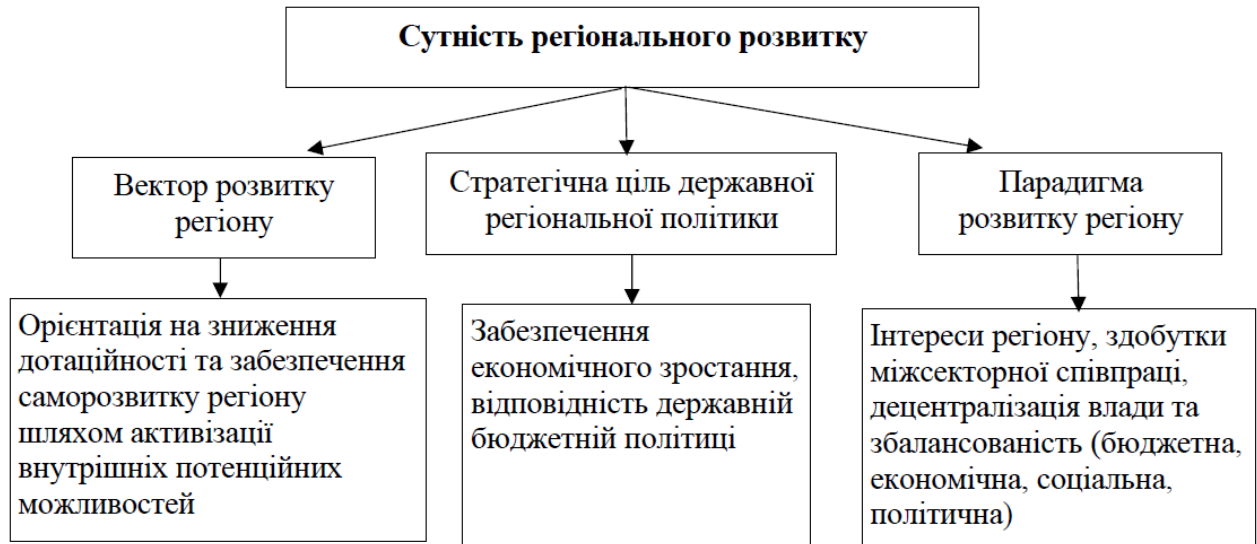 Сутність регіонального розвитку
Вектор розвитку
регіону
Стратегічна ціль державної
регіональної політики
Парадигма
розвитку регіону
Орієнтація на зниження
дотаційності та забезпечення
саморозвитку регіону
шляхом активізації
внутрішніх потенційних
можливостей
Забезпечення
економічного зростання,
відповідність державній
бюджетній політиці
Інтереси регіону, здобутки
міжсекторної співпраці,
децентралізація влади та
збалансованість (бюджетна,
економічна, соціальна,
політична)